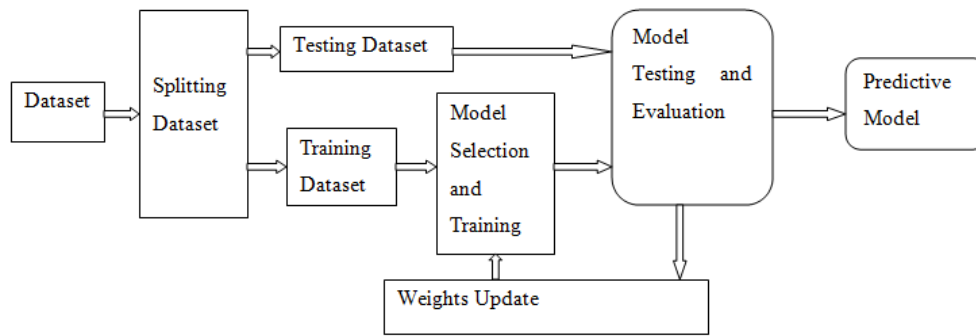 Dataset
Splitting
Dataset
Testing Dataset
Training
Dataset
Model
Selection
and
Training
Model
Testing and
Evaluation
Predictive
Model
Weights Update